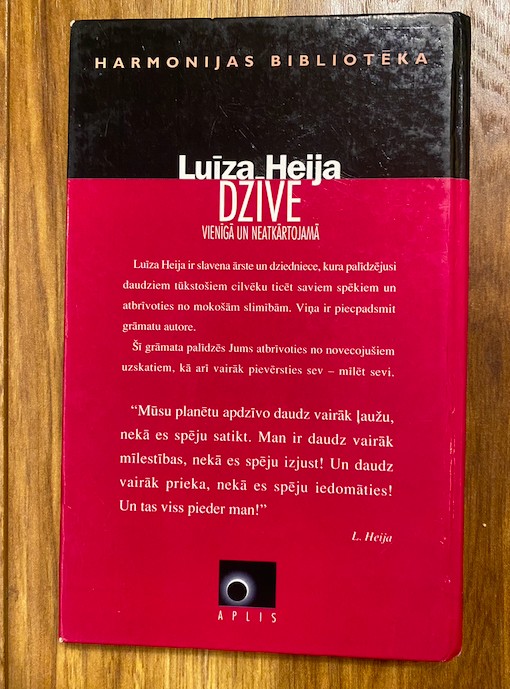 HARMONIJAS BIBLIOTĒKA
Luīza Heija
DZĪVE
VIENĪGĀ UN NEATKĀRTOJAMĀ
Luīza Heija ir slavena ārste un dziedniece, kura palīdzējusi
daudziem tūkstošiem cilvēku ticēt saviem spēkiem un
atbrīvoties no mokošām slimībām. Viņa ir piecpadsmit
grāmatu autore.
Šī grāmata palīdzēs Jums atbrīvoties no novecojušiem
uzskatiem, kā arī vairāk pievērsties sev – mīlēt sevi.
“Mūsu planētu apdzīvo daudz vairāk ļaužu,
nekā es spēju satikt. Man ir daudz vairāk
mīlestības, nekā es spēju izjust! Un daudz
vairāk prieka, nekā es spēju iedomāties!
Un tas viss pieder man!”
L. Heija
APLIS